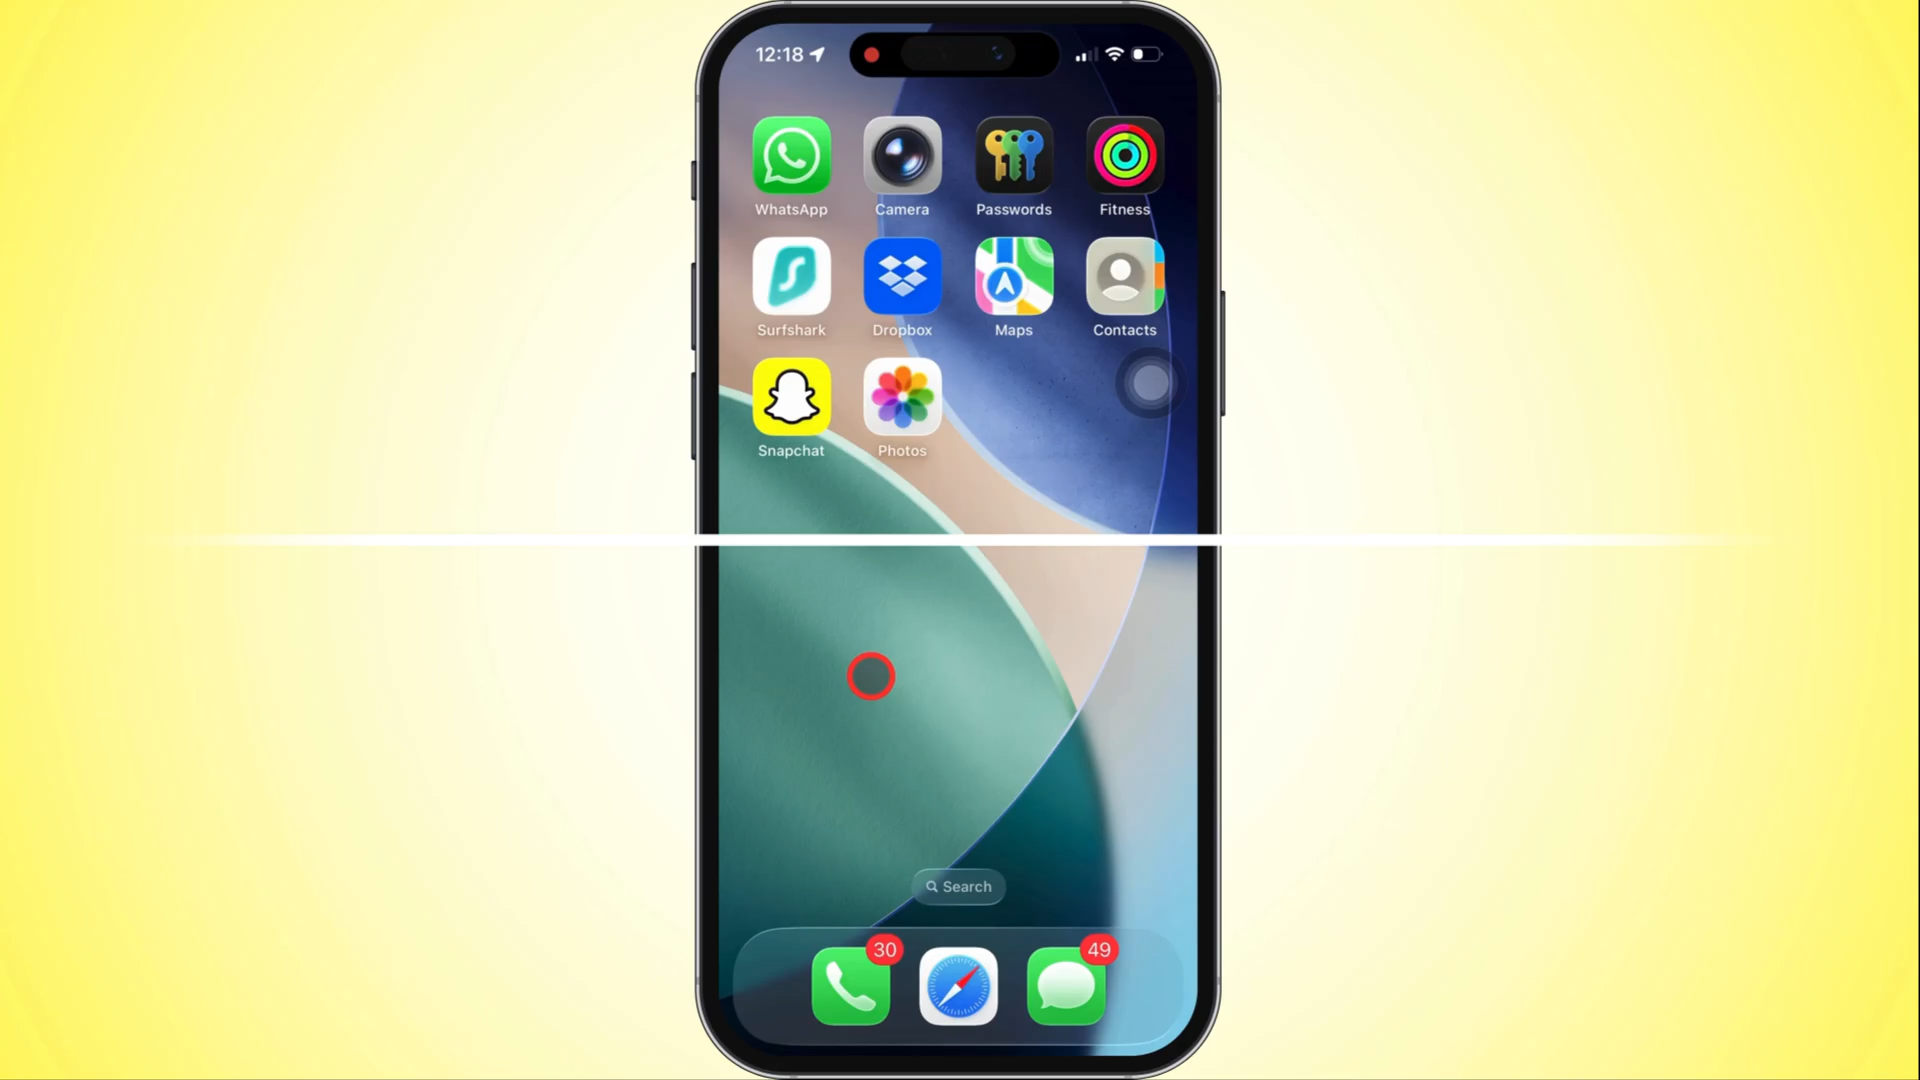 12:18
WhatsApp Camera Passwords Fitness
Surfshark Dropbox Maps Contacts
Snapchat Photos
Search
30 49